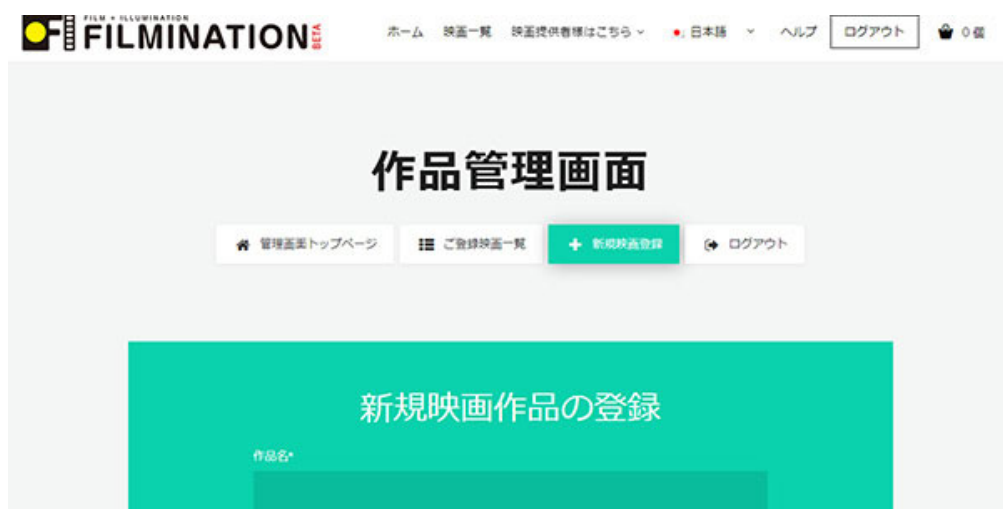 FILM + ILLUMINATION
FILMINATION BETA
ホーム 映画一覧 映画提供者様はこちら 日本語 ヘルプ ログアウト 0個
作品管理画面
管理画面トップページ ご登録映画一覧 新規映画登録 ログアウト
新規映画作品の登録
作品名*